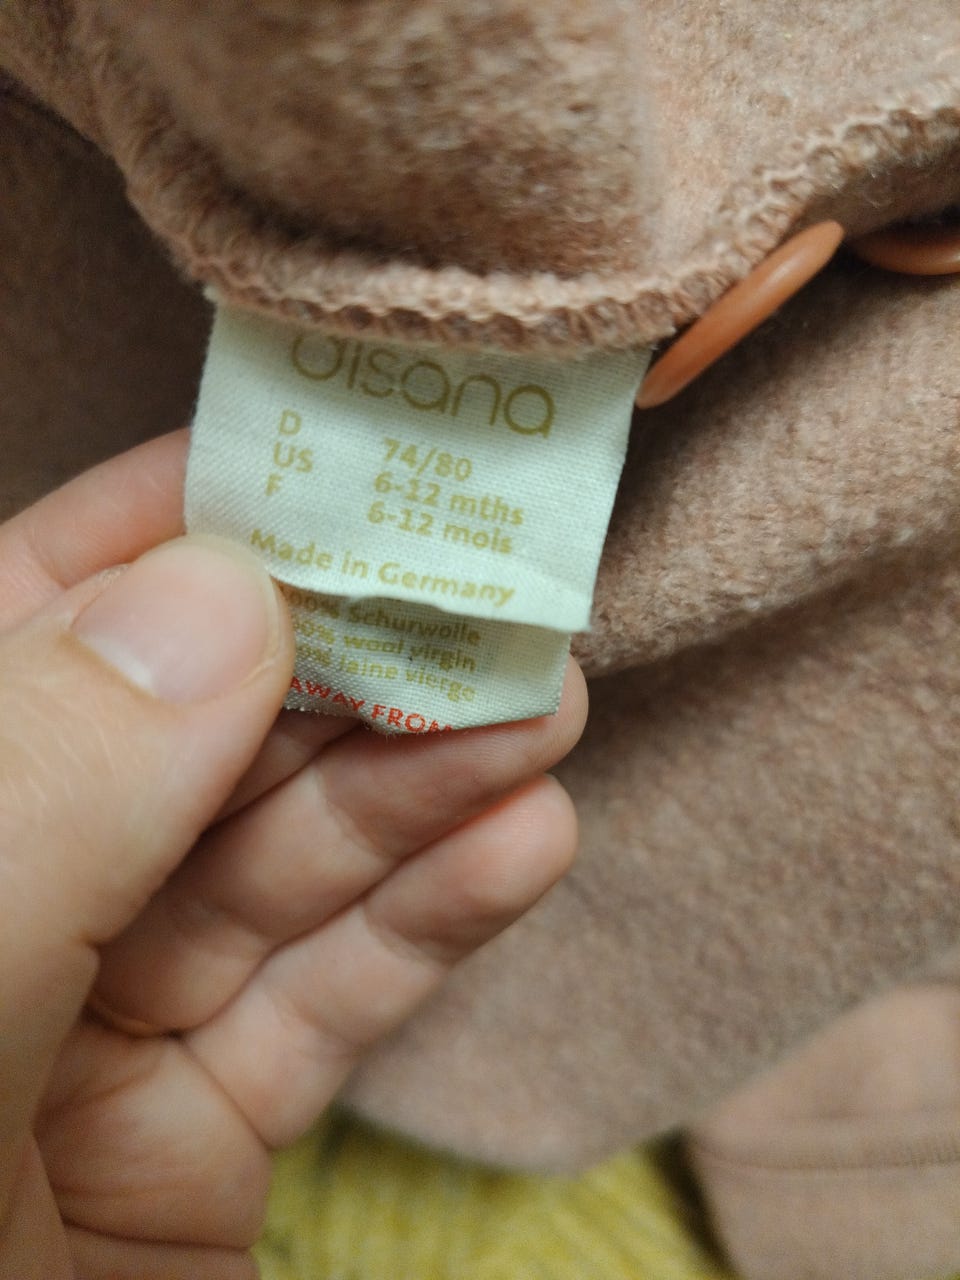 disana
D 74/80
US 6-12 mths
F 6-12 mois
Made in Germany
Schurwolle
wool virgin
laine vierge
AWAY FROM